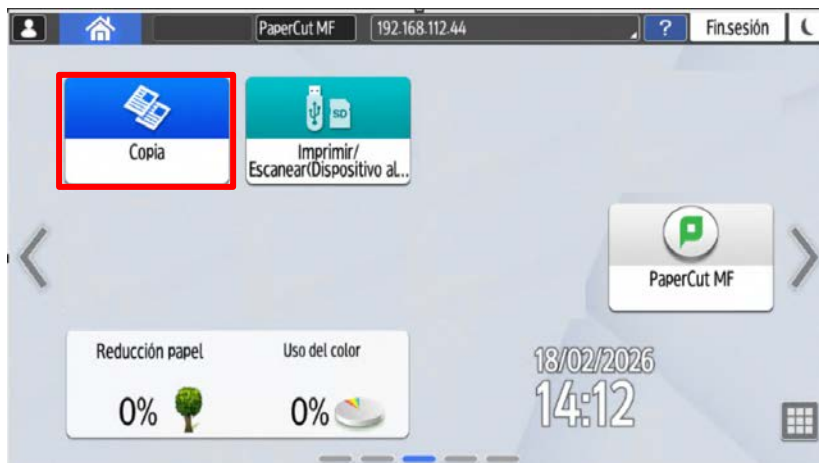 PaperCut MF
192.168.112.44
?
Fin.sesión
SD
Copia
Imprimir/
Escanear(Dispositivo al...
PaperCut MF
Reducción papel
Uso del color
0%
0%
18/02/2026
14:12